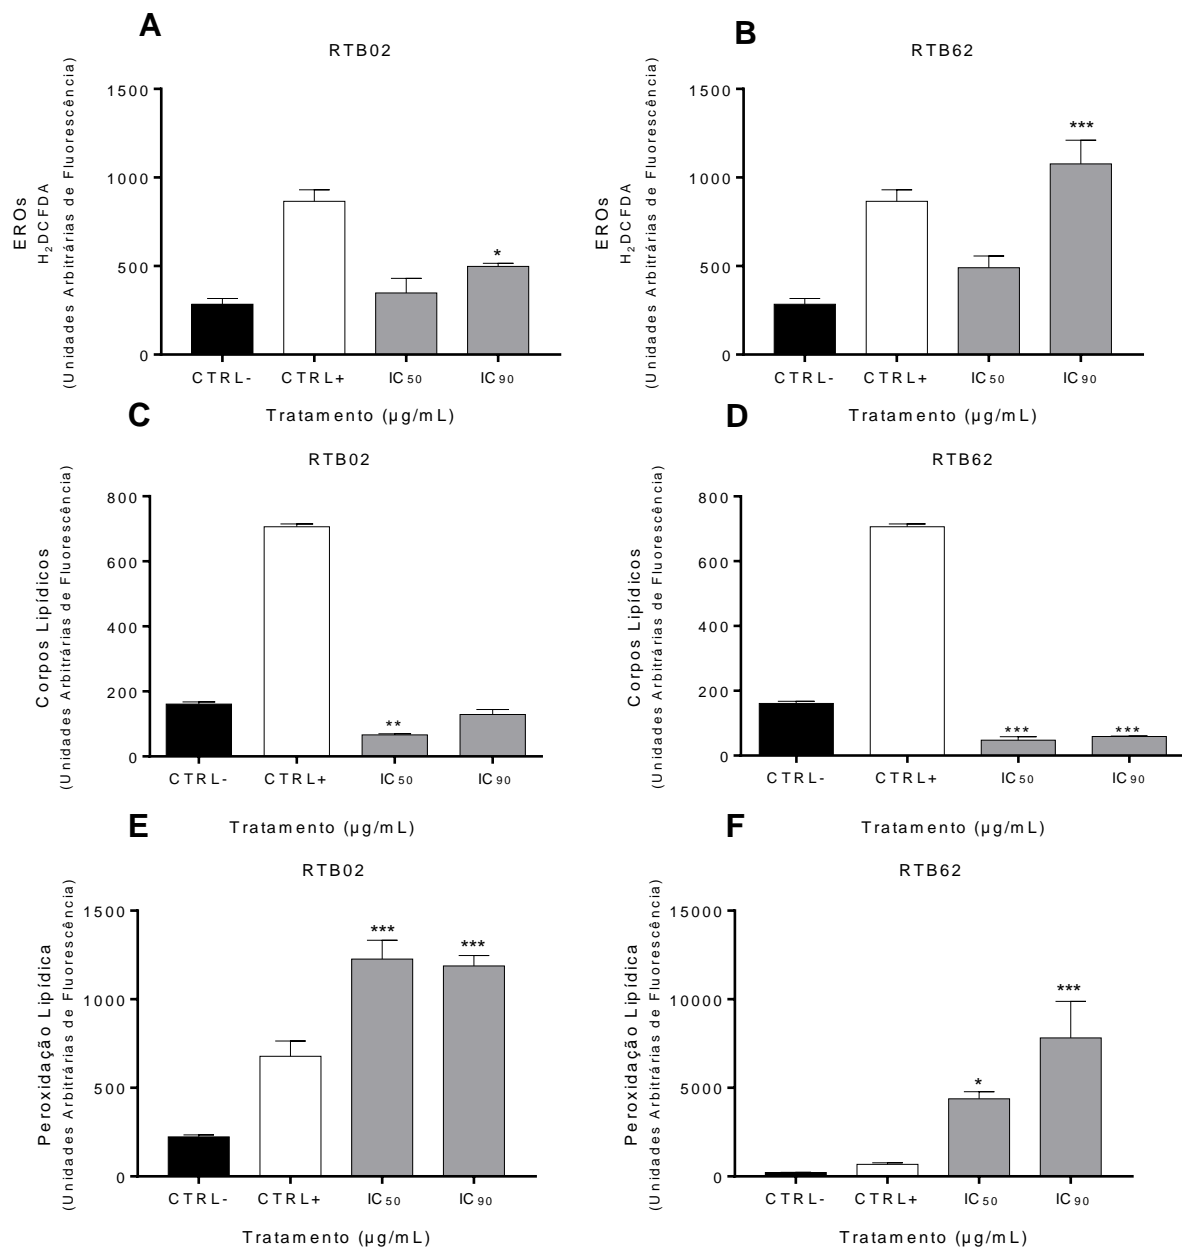 A
RTB02
EROs
H₂DCFDA
(Unidades Arbitrárias de Fluorescência)
1500
1000
500
0
*
CTRL-
CTRL+
IC₅₀
IC₉₀
Tratamento (µg/mL)
B
RTB62
EROs
H₂DCFDA
(Unidades Arbitrárias de Fluorescência)
1500
1000
500
0
***
CTRL-
CTRL+
IC₅₀
IC₉₀
Tratamento (µg/mL)
C
RTB02
Corpos Lipídicos
(Unidades Arbitrárias de Fluorescência)
800
600
400
200
0
**
CTRL-
CTRL+
IC₅₀
IC₉₀
Tratamento (µg/mL)
D
RTB62
Corpos Lipídicos
(Unidades Arbitrárias de Fluorescência)
800
600
400
200
0
***
***
CTRL-
CTRL+
IC₅₀
IC₉₀
Tratamento (µg/mL)
E
RTB02
Peroxidação Lipídica
(Unidades Arbitrárias de Fluorescência)
1500
1000
500
0
***
***
CTRL-
CTRL+
IC₅₀
IC₉₀
Tratamento (µg/mL)
F
RTB62
Peroxidação Lipídica
(Unidades Arbitrárias de Fluorescência)
15000
10000
5000
0
*
***
CTRL-
CTRL+
IC₅₀
IC₉₀
Tratamento (µg/mL)